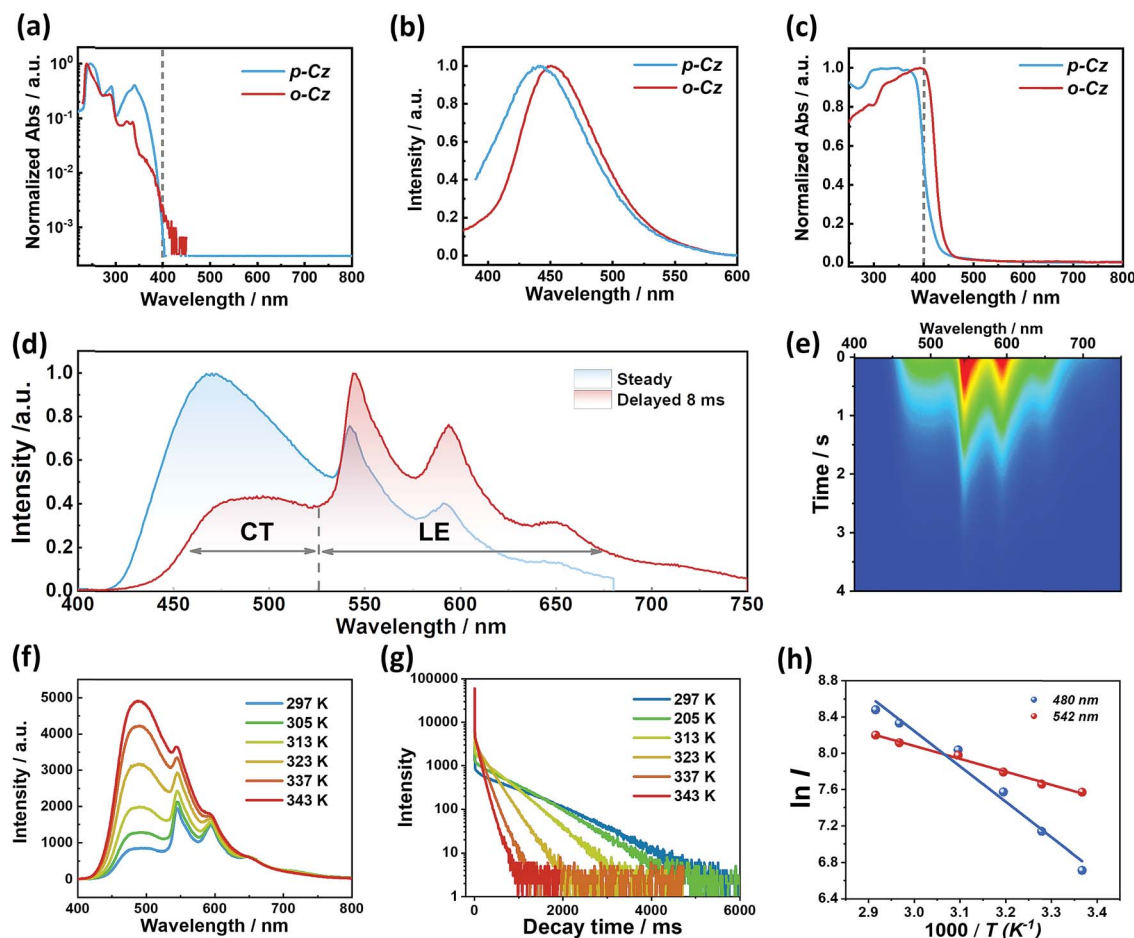 (a)
Normalized Abs / a.u.
10⁰
10⁻¹
10⁻²
10⁻³
p-Cz
o-Cz
300 400 500 600 700 800
Wavelength / nm
(b)
Intensity / a.u.
1.0
0.8
0.6
0.4
0.2
0.0
p-Cz
o-Cz
400 450 500 550 600
Wavelength / nm
(c)
Normalized Abs / a.u.
1.0
0.8
0.6
0.4
0.2
0.0
p-Cz
o-Cz
300 400 500 600 700 800
Wavelength / nm
(d)
Intensity /a.u.
1.0
0.8
0.6
0.4
0.2
0.0
Steady
Delayed 8 ms
CT
LE
400 450 500 550 600 650 700 750
Wavelength / nm
(e)
Wavelength / nm
400 500 600 700
Time / s
0
1
2
3
4
(f)
Intensity / a.u.
5000
4000
3000
2000
1000
0
297 K
305 K
313 K
323 K
337 K
343 K
400 500 600 700 800
Wavelength / nm
(g)
Intensity
100000
10000
1000
100
10
1
297 K
205 K
313 K
323 K
337 K
343 K
0 2000 4000 6000
Decay time / ms
(h)
ln I
8.8
8.4
8.0
7.6
7.2
6.8
6.4
480 nm
542 nm
2.9 3.0 3.1 3.2 3.3 3.4
1000 / T (K⁻¹)